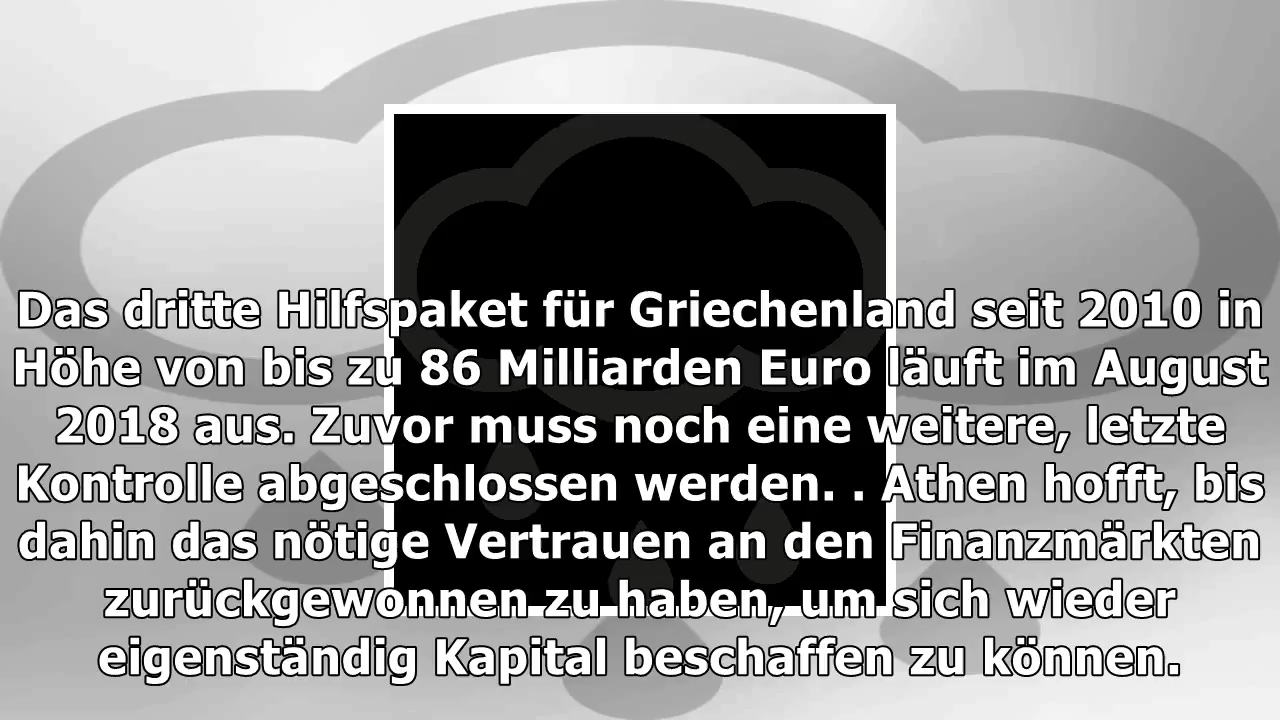 Das dritte Hilfspaket für Griechenland seit 2010 in
Höhe von bis zu 86 Milliarden Euro läuft im August
2018 aus. Zuvor muss noch eine weitere, letzte
Kontrolle abgeschlossen werden. . Athen hofft, bis
dahin das nötige Vertrauen an den Finanzmärkten
zurückgewonnen zu haben, um sich wieder
eigenständig Kapital beschaffen zu können.